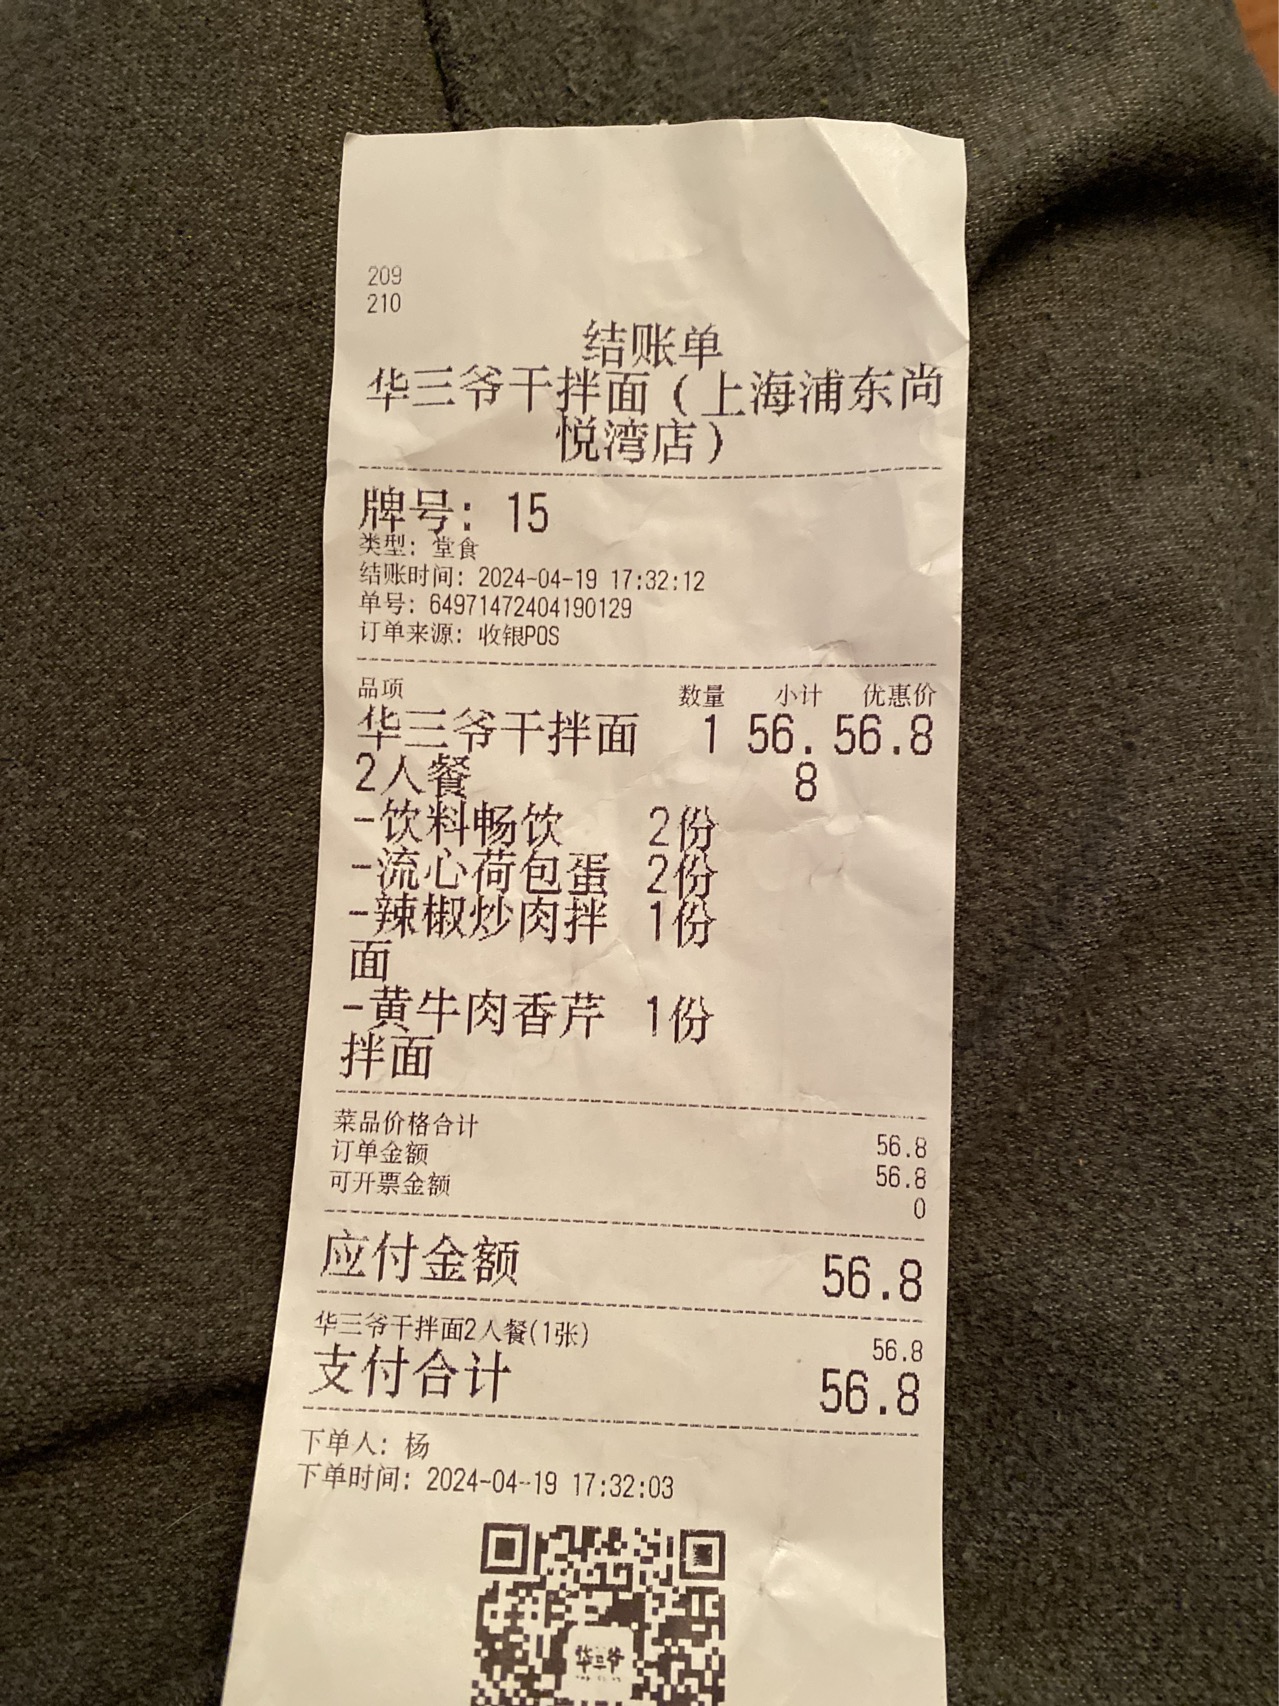 209
210
结账单
华三爷干拌面（上海浦东尚
悦湾店）
牌号：15
类型：堂食
结账时间：2024-04-19 17:32:12
单号：64971472404190129
订单来源：收银POS
品项 数量 小计 优惠价
华三爷干拌面 1 56. 56.8
2人餐 8
-饮料畅饮 2份
-流心荷包蛋 2份
-辣椒炒肉拌 1份
面
-黄牛肉香芹 1份
拌面
菜品价格合计 56.8
订单金额 56.8
可开票金额 0
应付金额 56.8
华三爷干拌面2人餐(1张) 56.8
支付合计 56.8
下单人：杨
下单时间：2024-04-19 17:32:03
华三爷